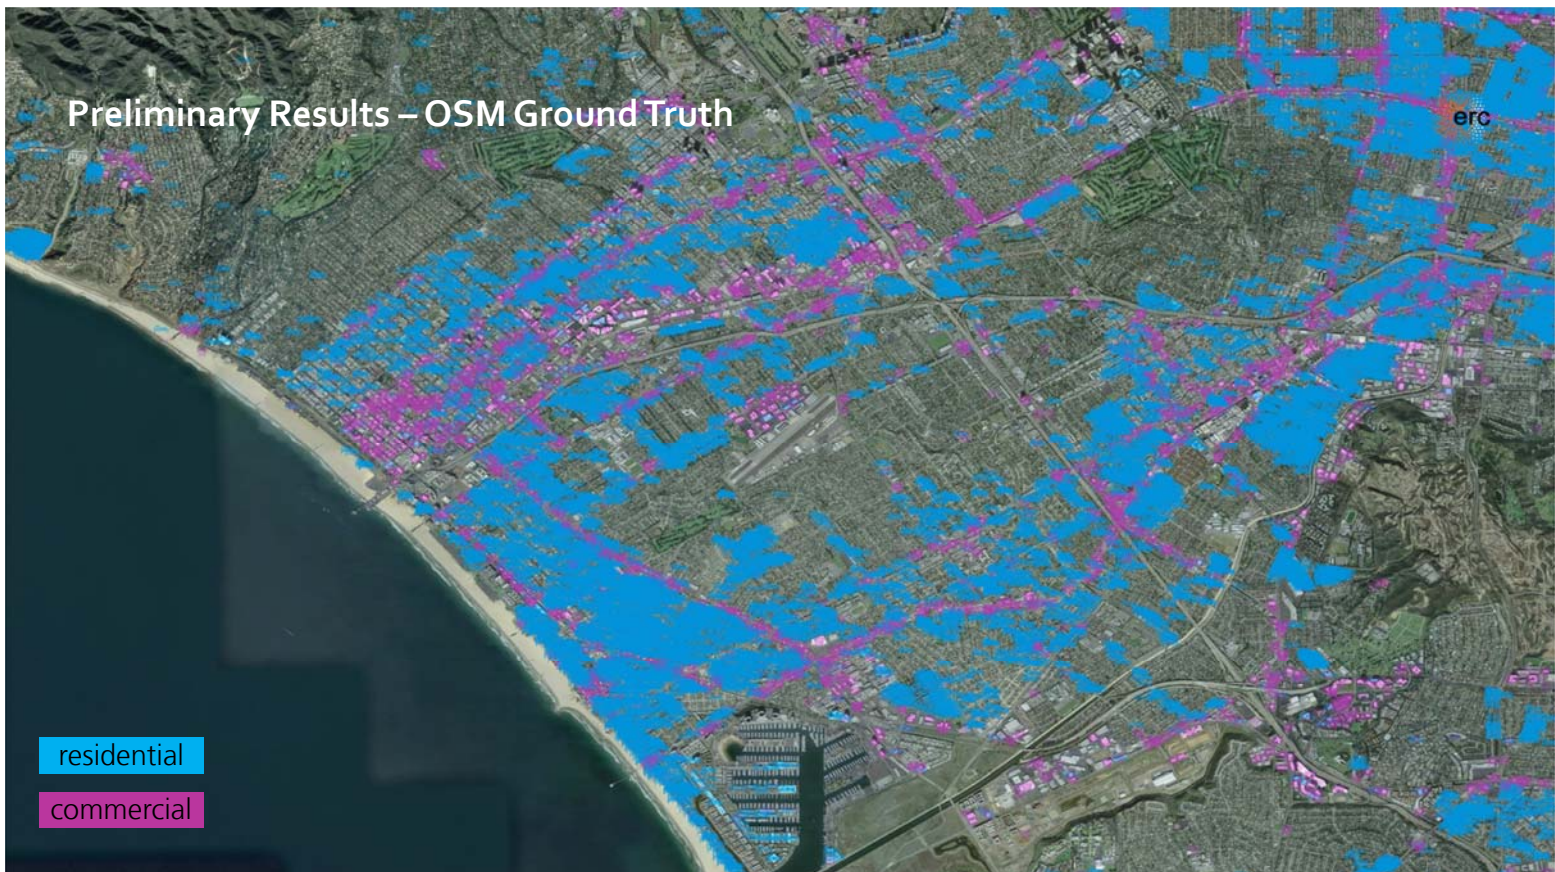 Preliminary Results – OSM Ground Truth
erc
residential
commercial